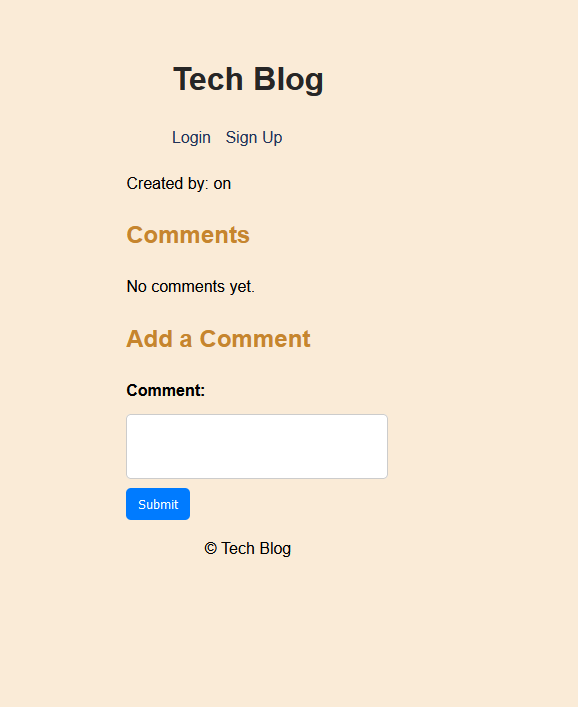 Tech Blog
Login Sign Up
Created by: on
Comments
No comments yet.
Add a Comment
Comment:
Submit
© Tech Blog